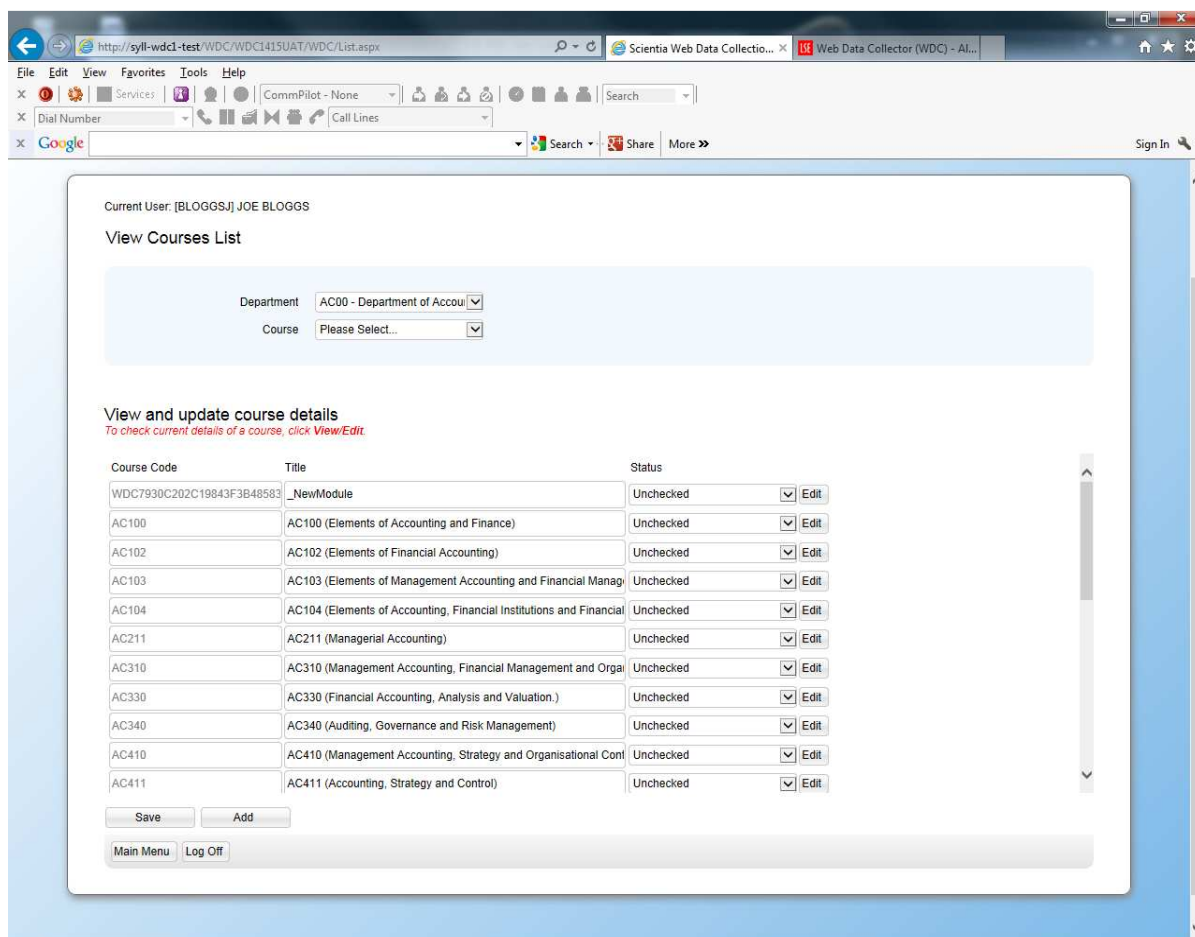 http://syll-wdc1-test/WDC/WDC1415UAT/WDC/List.aspx
Scientia Web Data Collectio...
LSE Web Data Collector (WDC) - Al...
File Edit View Favorites Tools Help
x Services CommPilot - None Search
x Dial Number Call Lines
x Google Search Share More » Sign In
Current User: [BLOGGSJ] JOE BLOGGS
View Courses List
Department AC00 - Department of Accou
Course Please Select...
View and update course details
To check current details of a course, click View/Edit.
Course Code Title Status
WDC7930C202C19843F3B48583 _NewModule Unchecked Edit
AC100 AC100 (Elements of Accounting and Finance) Unchecked Edit
AC102 AC102 (Elements of Financial Accounting) Unchecked Edit
AC103 AC103 (Elements of Management Accounting and Financial Manag Unchecked Edit
AC104 AC104 (Elements of Accounting, Financial Institutions and Financial Unchecked Edit
AC211 AC211 (Managerial Accounting) Unchecked Edit
AC310 AC310 (Management Accounting, Financial Management and Orga Unchecked Edit
AC330 AC330 (Financial Accounting, Analysis and Valuation.) Unchecked Edit
AC340 AC340 (Auditing, Governance and Risk Management) Unchecked Edit
AC410 AC410 (Management Accounting, Strategy and Organisational Cont Unchecked Edit
AC411 AC411 (Accounting, Strategy and Control) Unchecked Edit
Save Add
Main Menu Log Off